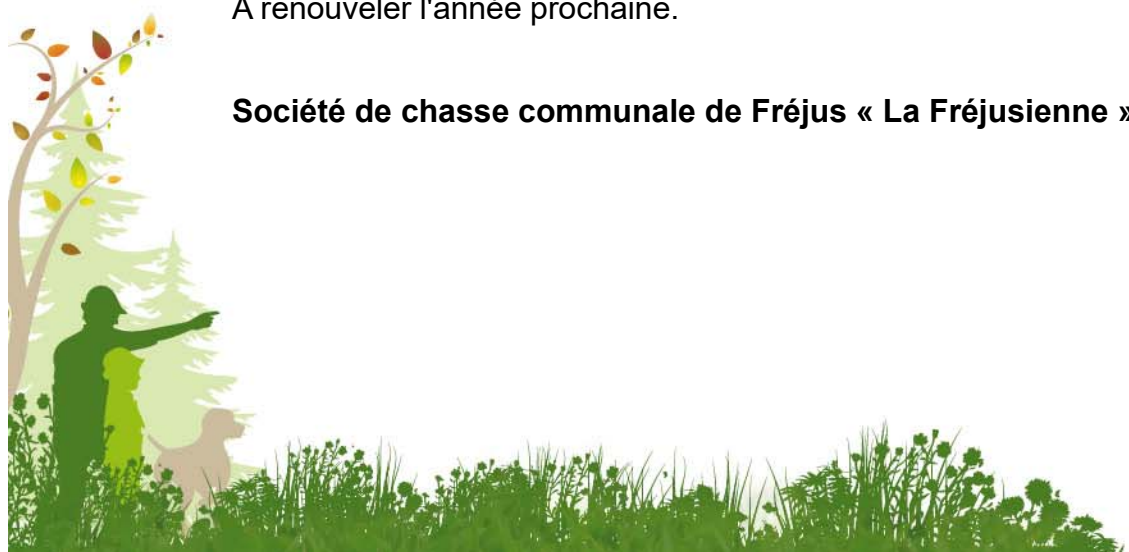 A renouveler l'année prochaine.
Société de chasse communale de Fréjus « La Fréjusienne »